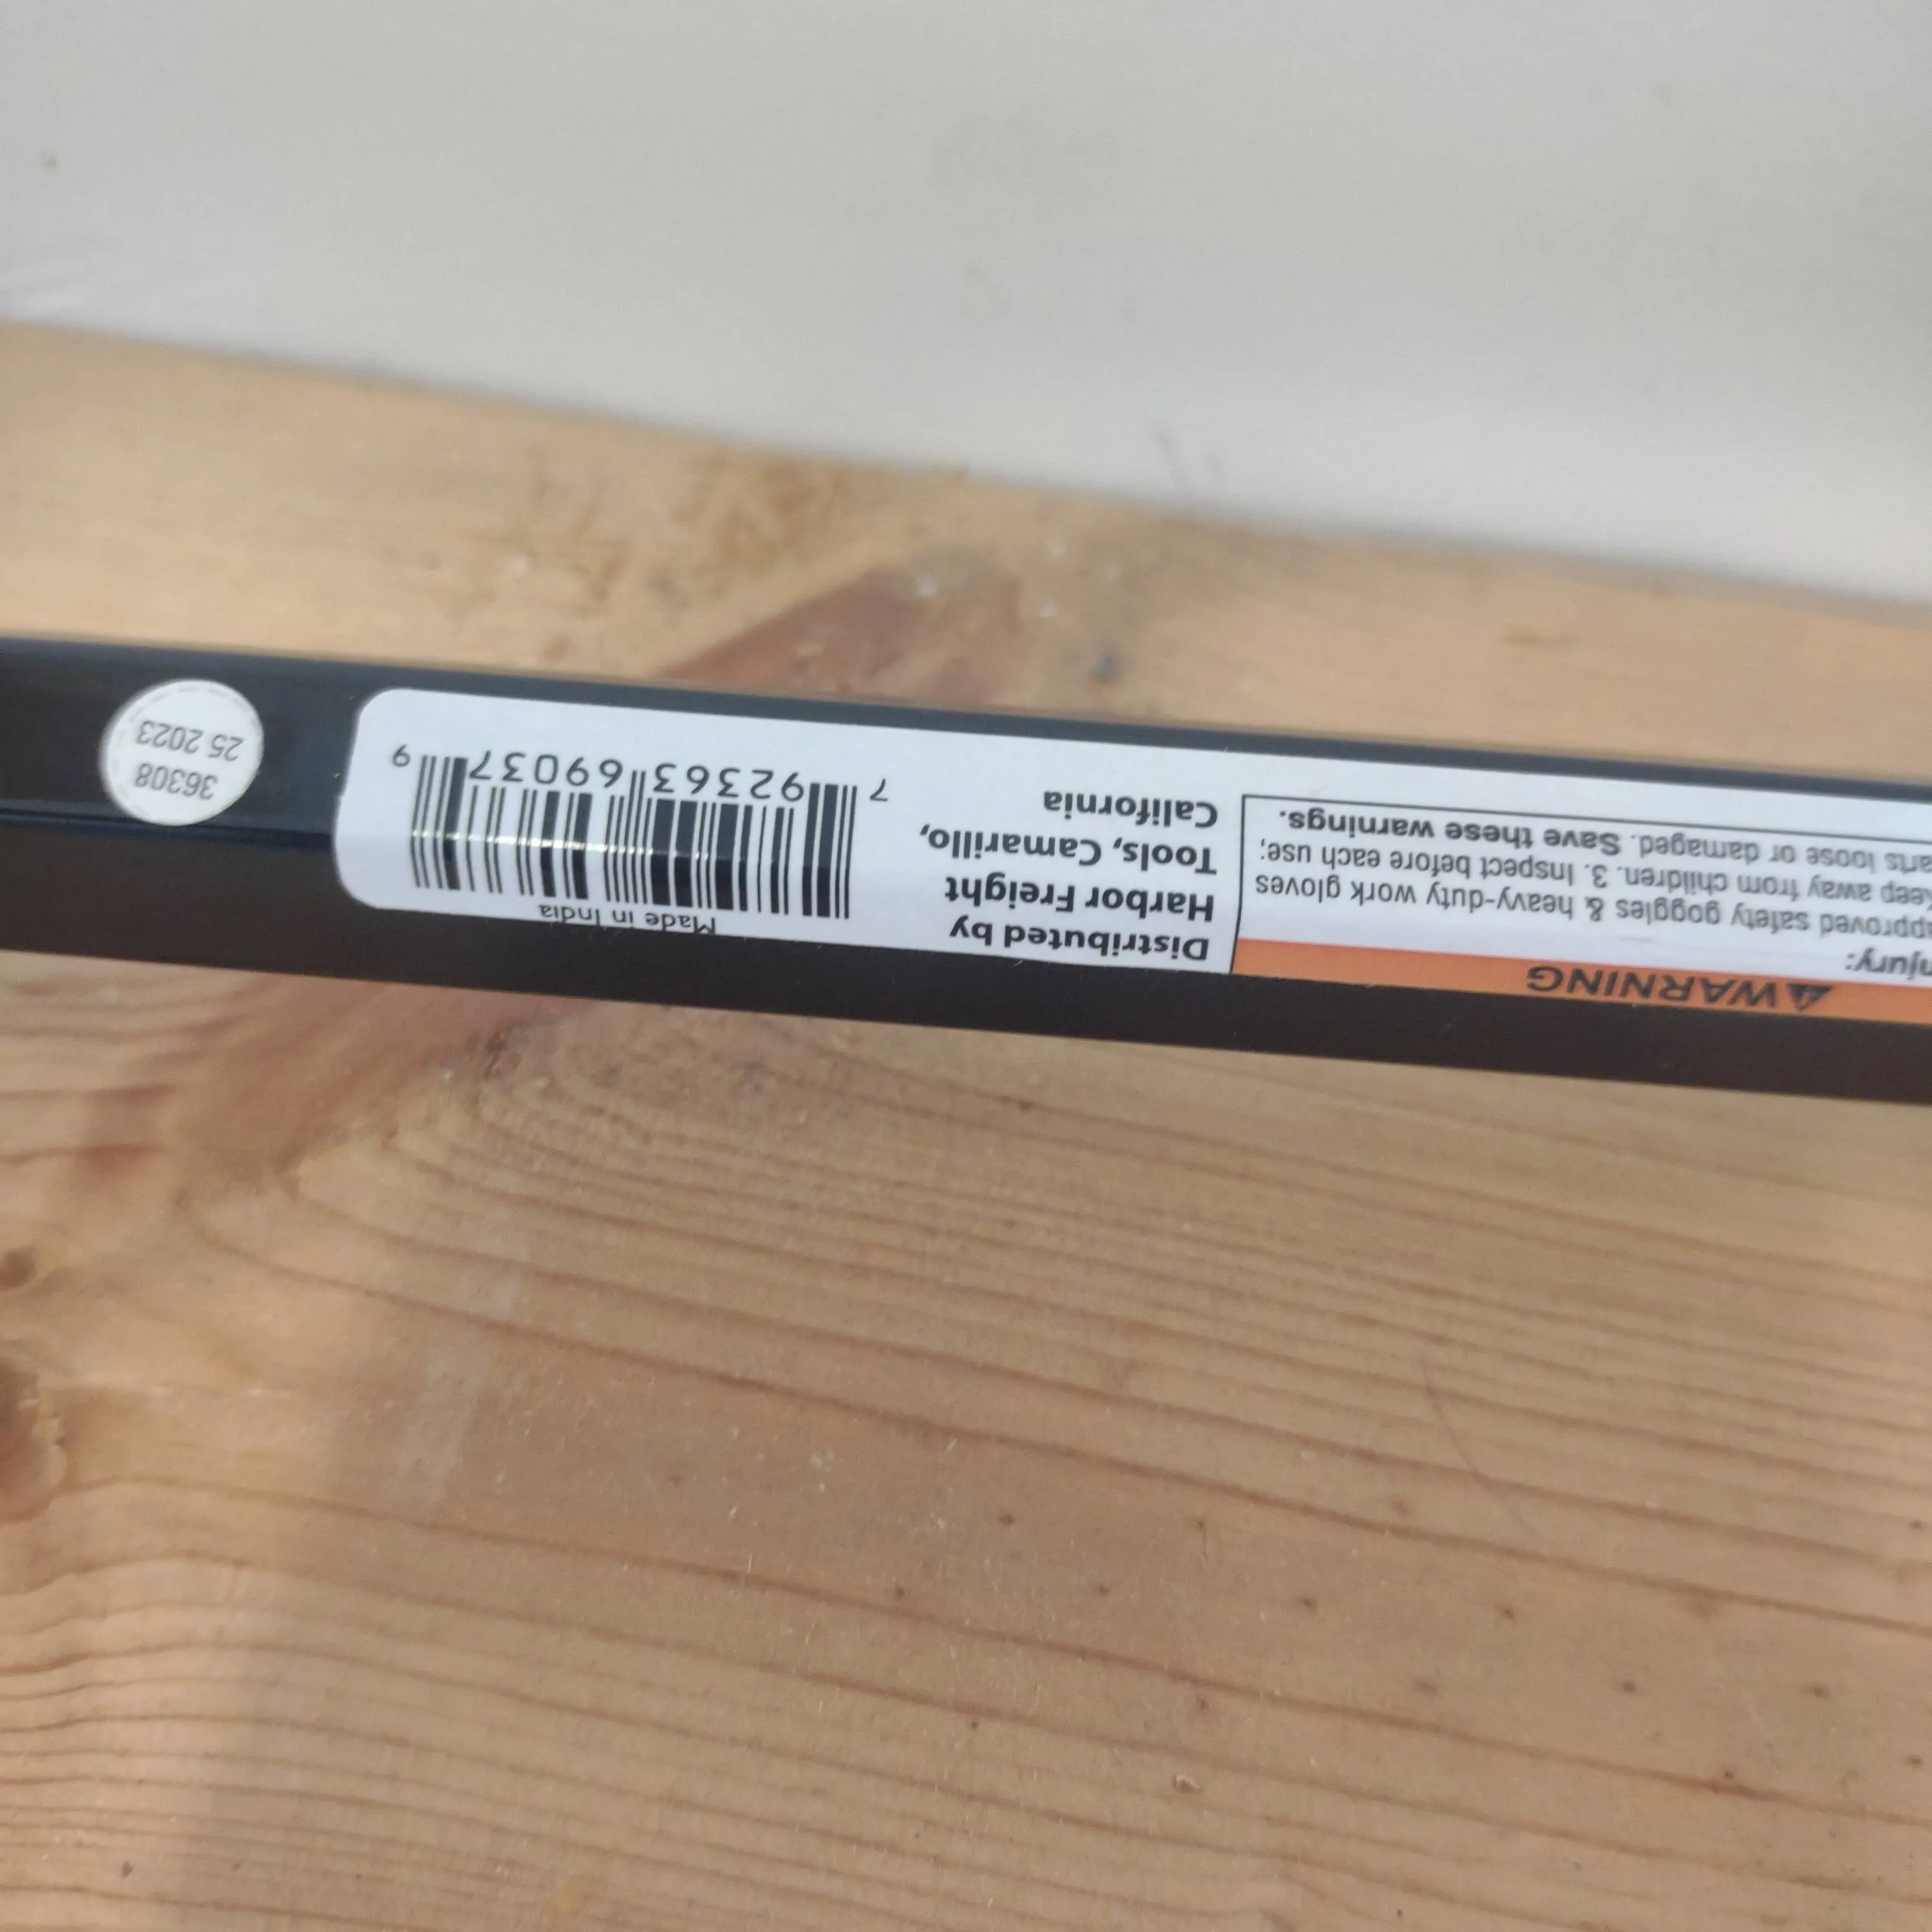 ⚠WARNING
njury:
approved safety goggles & heavy-duty work gloves
Keep away from children. 3. Inspect before each use;
arts loose or damaged. Save these warnings.
Distributed by
Harbor Freight
Tools, Camarillo,
California
Made in India
7 92363 69037 9
36308
25 2023